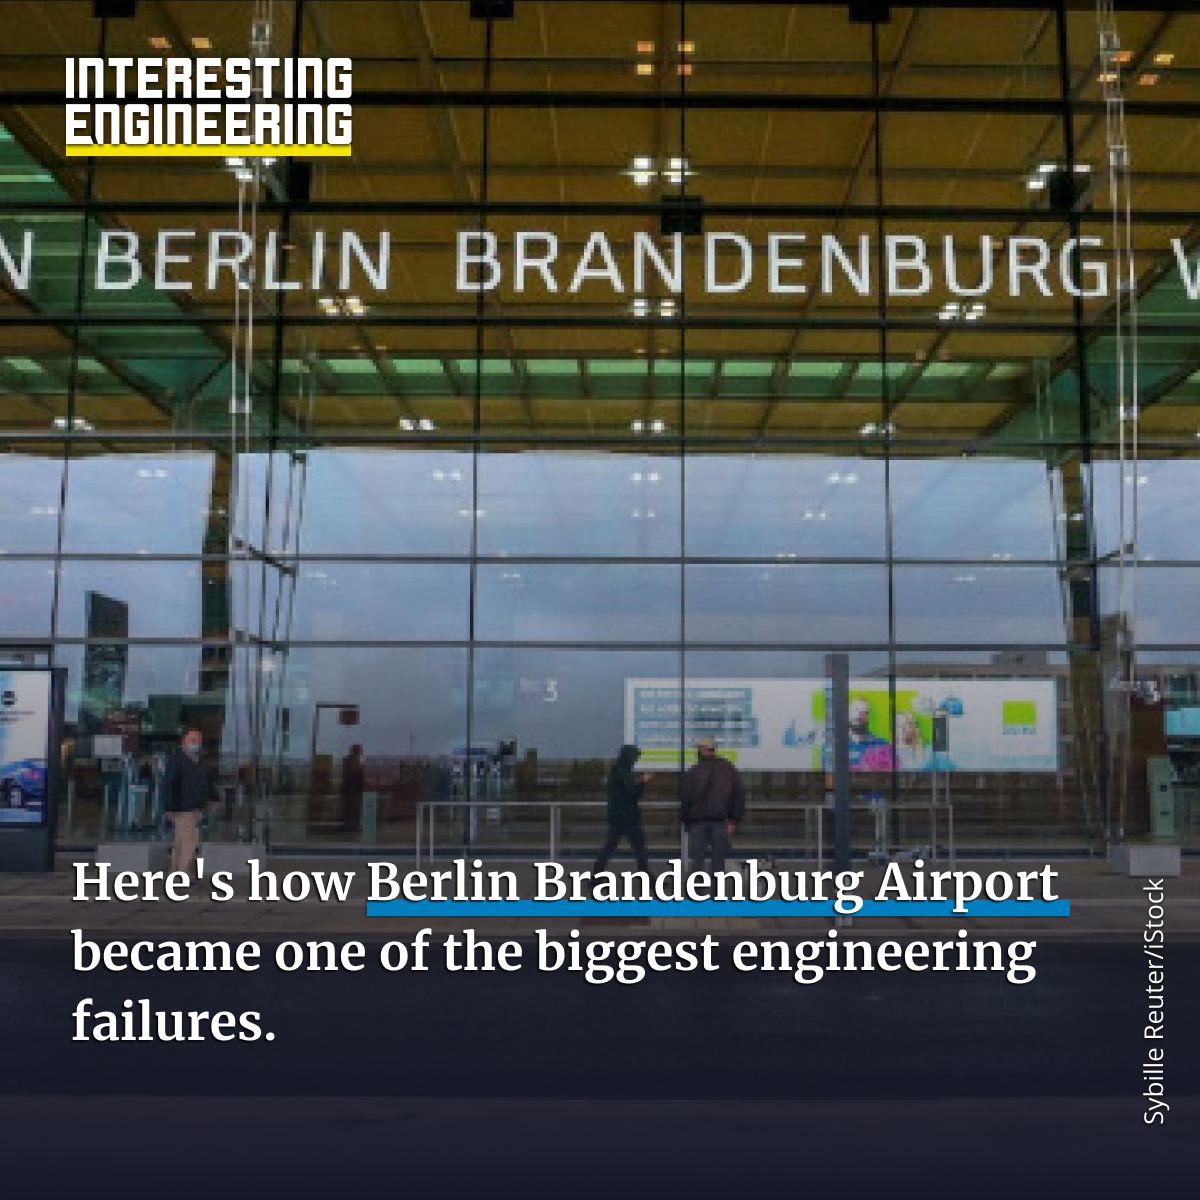 INTERESTING
ENGINEERING
N BERLIN BRANDENBURG W
3
3
Here's how Berlin Brandenburg Airport
became one of the biggest engineering
failures.
Sybille Reuter/iStock